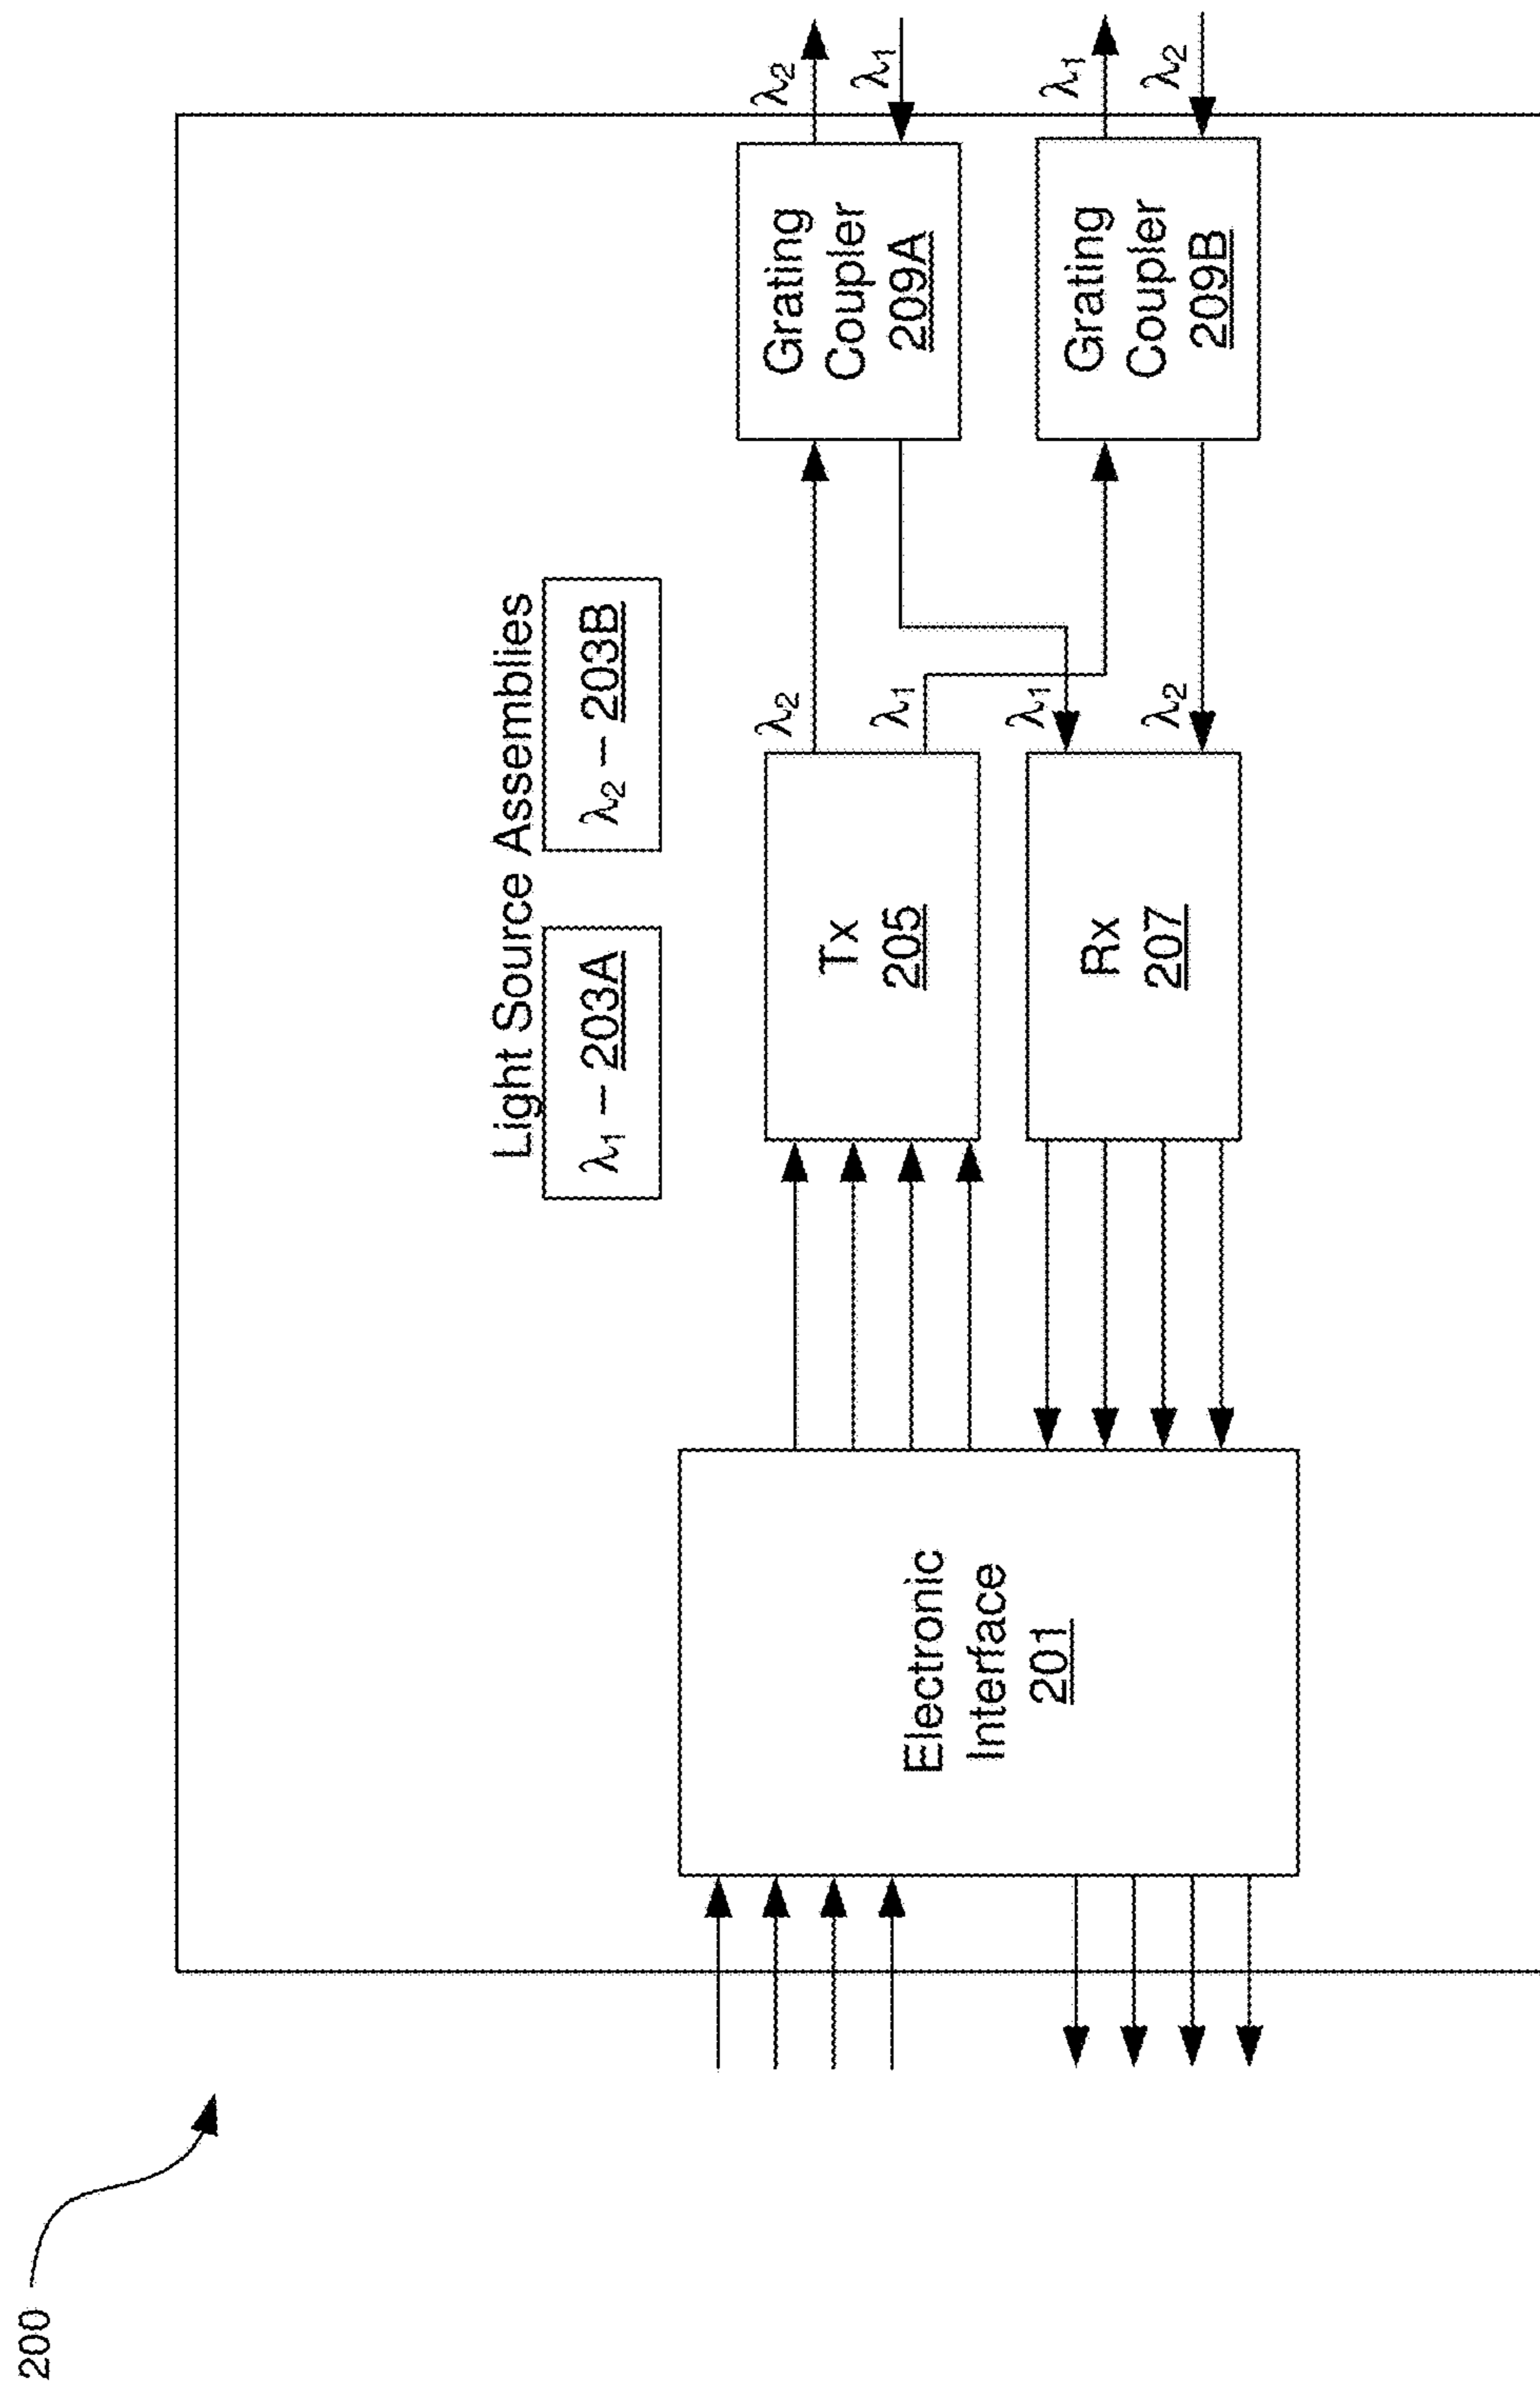 200
Light Source Assemblies
λ₁ – 203A
λ₂ – 203B
Electronic
Interface
201
Tx
205
Rx
207
λ₂
λ₁
λ₁
λ₂
Grating
Coupler
209A
Grating
Coupler
209B
λ₂
λ₁
λ₁
λ₂